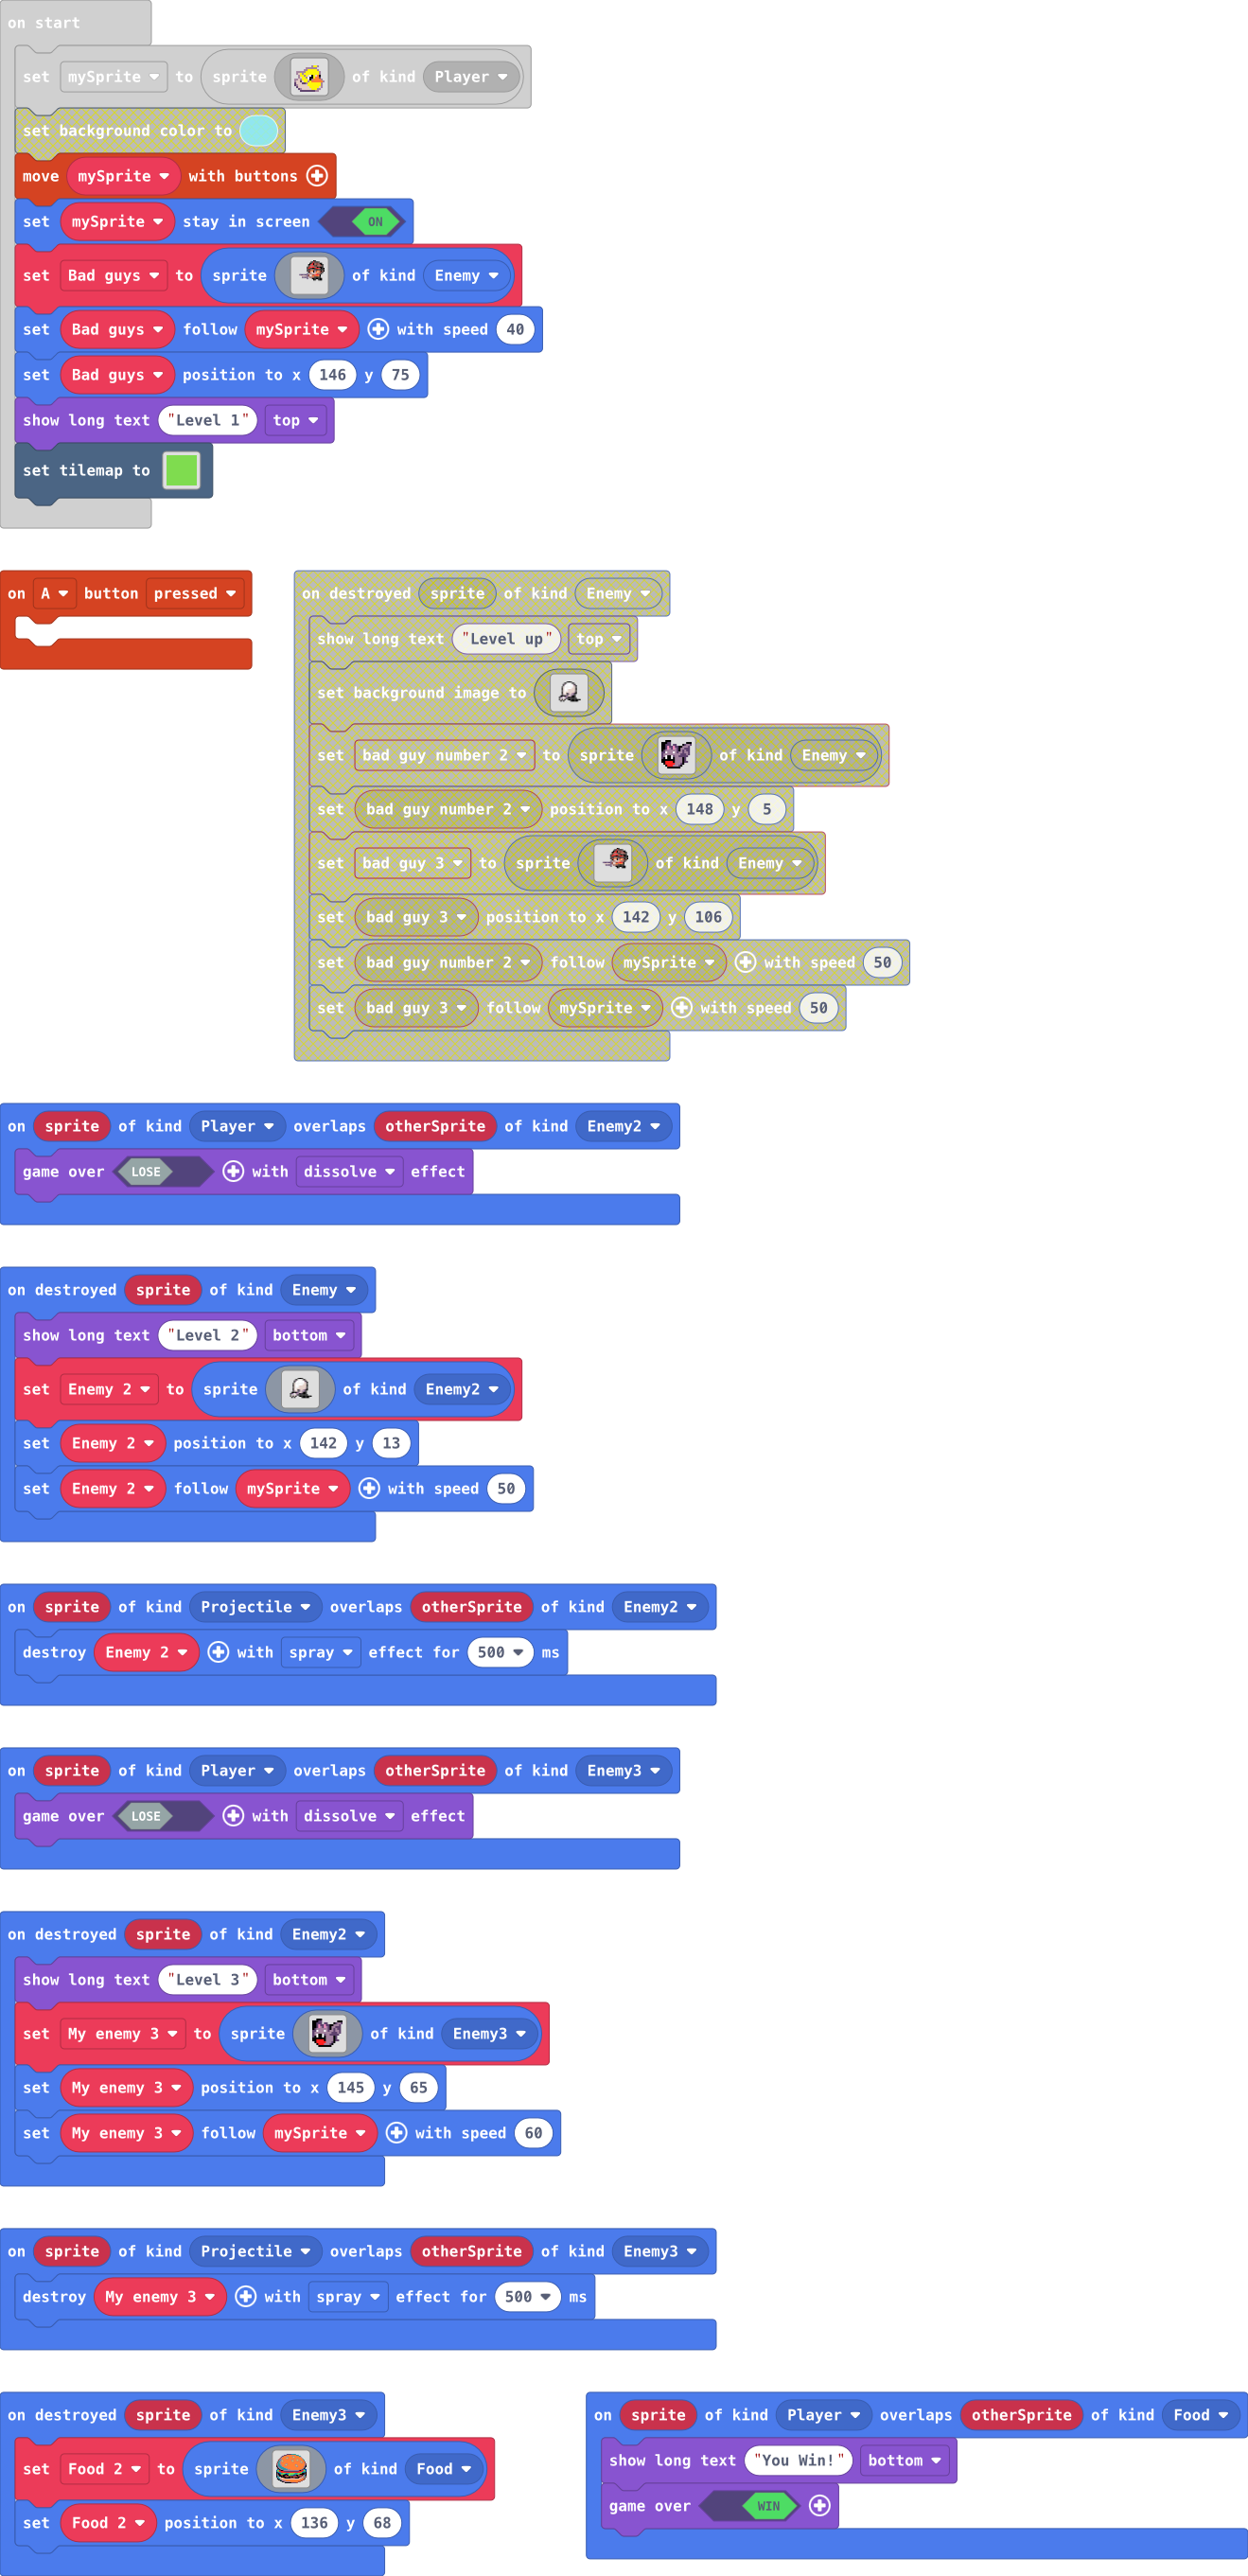 on start
set mySprite to sprite of kind Player
set background color to
move mySprite with buttons
set mySprite stay in screen ON
set Bad guys to sprite of kind Enemy
set Bad guys follow mySprite with speed 40
set Bad guys position to x 146 y 75
show long text "Level 1" top
set tilemap to
on A button pressed
on destroyed sprite of kind Enemy
show long text "Level up" top
set background image to
set bad guy number 2 to sprite of kind Enemy
set bad guy number 2 position to x 148 y 5
set bad guy 3 to sprite of kind Enemy
set bad guy 3 position to x 142 y 106
set bad guy number 2 follow mySprite with speed 50
set bad guy 3 follow mySprite with speed 50
on sprite of kind Player overlaps otherSprite of kind Enemy2
game over LOSE with dissolve effect
on destroyed sprite of kind Enemy
show long text "Level 2" bottom
set Enemy 2 to sprite of kind Enemy2
set Enemy 2 position to x 142 y 13
set Enemy 2 follow mySprite with speed 50
on sprite of kind Projectile overlaps otherSprite of kind Enemy2
destroy Enemy 2 with spray effect for 500 ms
on sprite of kind Player overlaps otherSprite of kind Enemy3
game over LOSE with dissolve effect
on destroyed sprite of kind Enemy2
show long text "Level 3" bottom
set My enemy 3 to sprite of kind Enemy3
set My enemy 3 position to x 145 y 65
set My enemy 3 follow mySprite with speed 60
on sprite of kind Projectile overlaps otherSprite of kind Enemy3
destroy My enemy 3 with spray effect for 500 ms
on destroyed sprite of kind Enemy3
set Food 2 to sprite of kind Food
set Food 2 position to x 136 y 68
on sprite of kind Player overlaps otherSprite of kind Food
show long text "You Win!" bottom
game over WIN